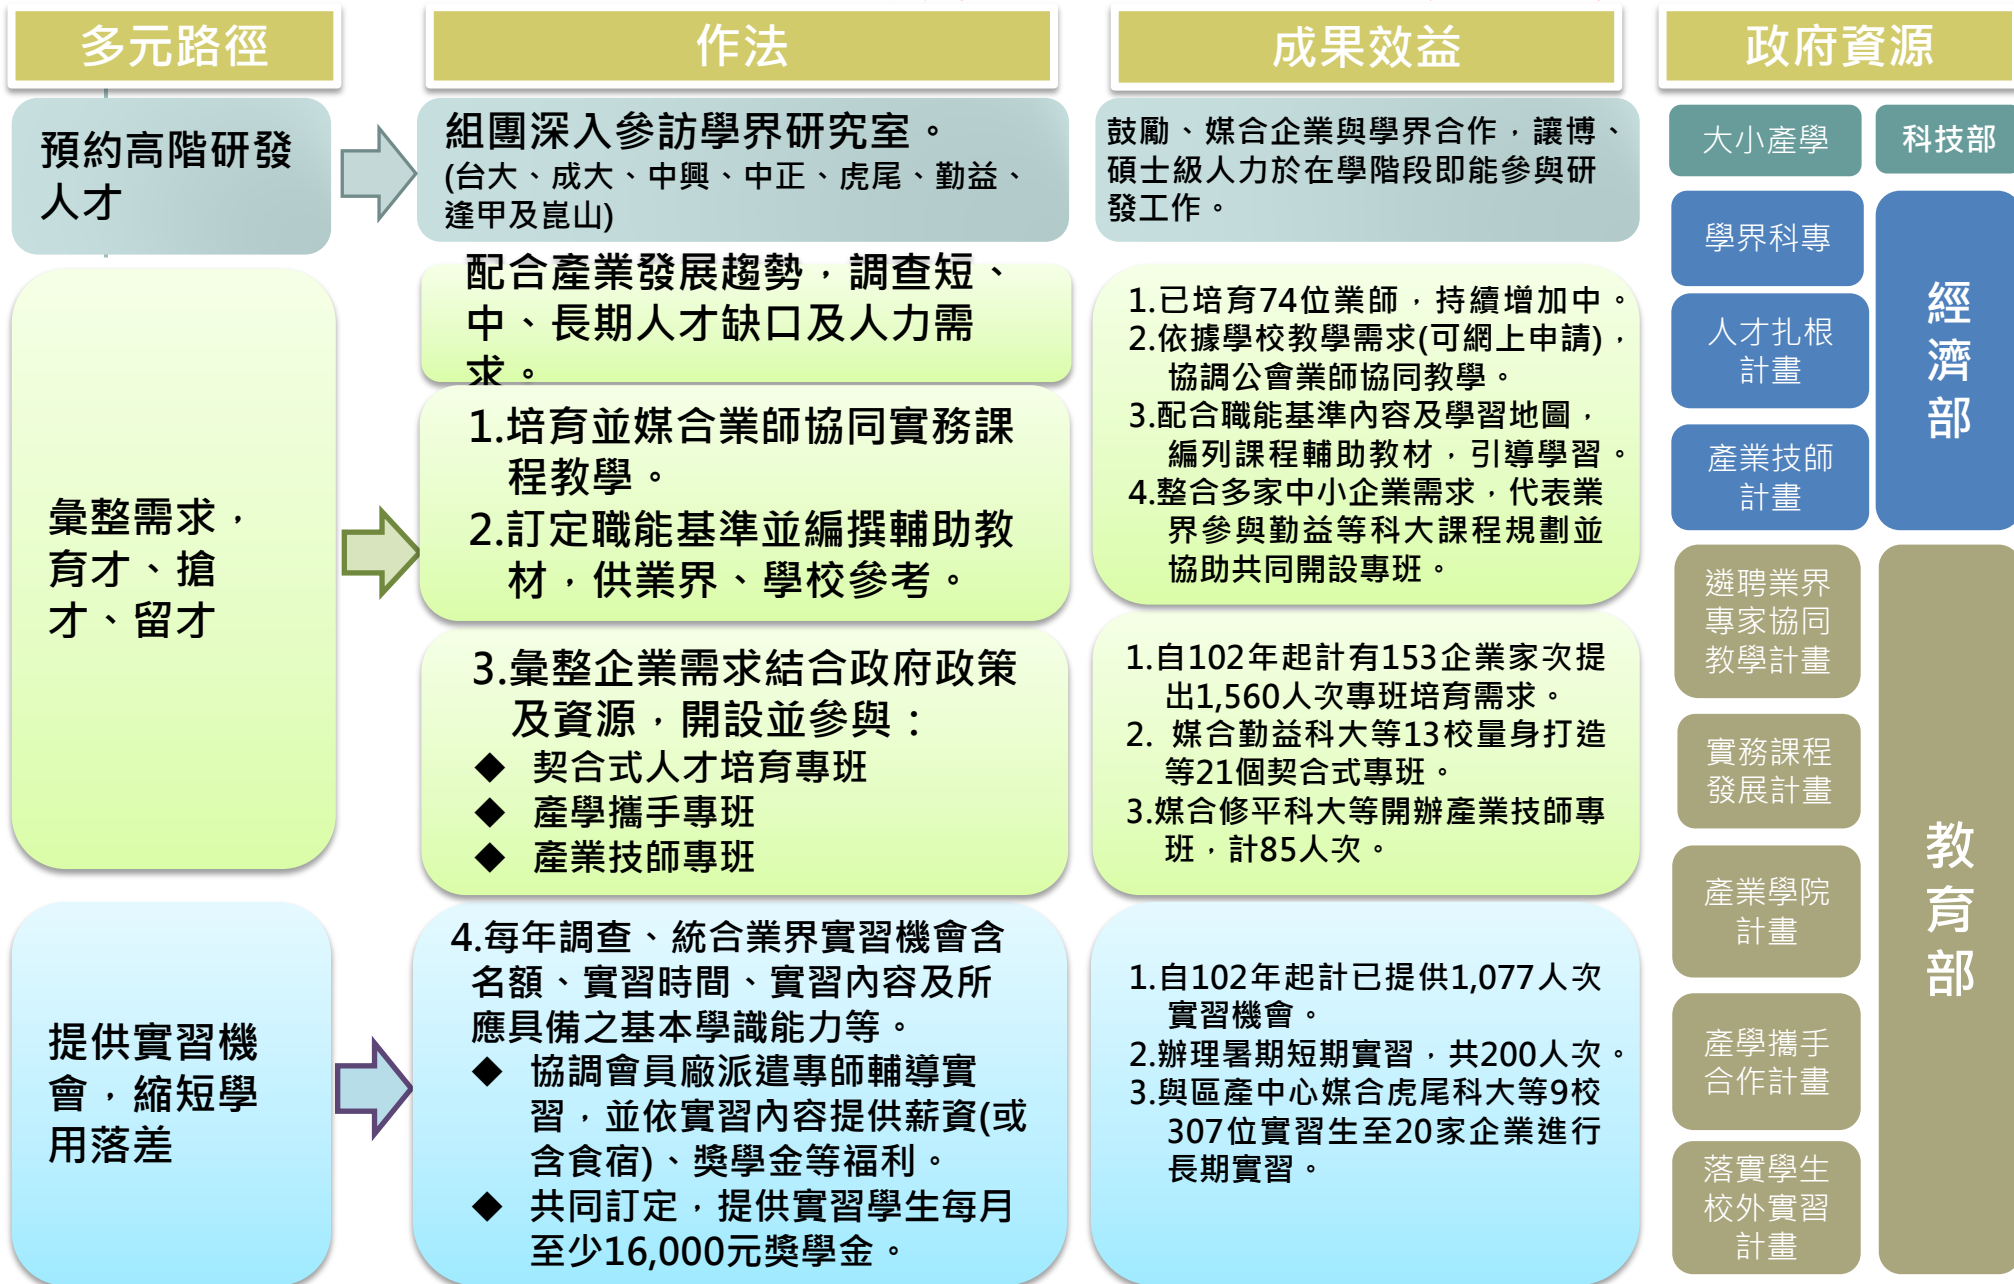 多元路徑
作法
成果效益
政府資源
預約高階研發
人才
組團深入參訪學界研究室。
(台大、成大、中興、中正、虎尾、勤益、
逢甲及崑山)
鼓勵、媒合企業與學界合作，讓博、
碩士級人力於在學階段即能參與研
發工作。
大小產學
科技部
彙整需求，
育才、搶
才、留才
配合產業發展趨勢，調查短、
中、長期人才缺口及人力需
求。
1.培育並媒合業師協同實務課
程教學。
2.訂定職能基準並編撰輔助教
材，供業界、學校參考。
1.已培育74位業師，持續增加中。
2.依據學校教學需求(可網上申請)，
協調公會業師協同教學。
3.配合職能基準內容及學習地圖，
編列課程輔助教材，引導學習。
4.整合多家中小企業需求，代表業
界參與勤益等科大課程規劃並
協助共同開設專班。
3.彙整企業需求結合政府政策
及資源，開設並參與：
◆ 契合式人才培育專班
◆ 產學攜手專班
◆ 產業技師專班
1.自102年起計有153企業家次提
出1,560人次專班培育需求。
2. 媒合勤益科大等13校量身打造
等21個契合式專班。
3.媒合修平科大等開辦產業技師專
班，計85人次。
提供實習機
會，縮短學
用落差
4.每年調查、統合業界實習機會含
名額、實習時間、實習內容及所
應具備之基本學識能力等。
◆ 協調會員廠派遣專師輔導實
習，並依實習內容提供薪資(或
含食宿)、獎學金等福利。
◆ 共同訂定，提供實習學生每月
至少16,000元獎學金。
1.自102年起計已提供1,077人次
實習機會。
2.辦理暑期短期實習，共200人次。
3.與區產中心媒合虎尾科大等9校
307位實習生至20家企業進行
長期實習。
學界科專
人才扎根
計畫
產業技師
計畫
經
濟
部
遴聘業界
專家協同
教學計畫
實務課程
發展計畫
產業學院
計畫
產學攜手
合作計畫
落實學生
校外實習
計畫
教
育
部